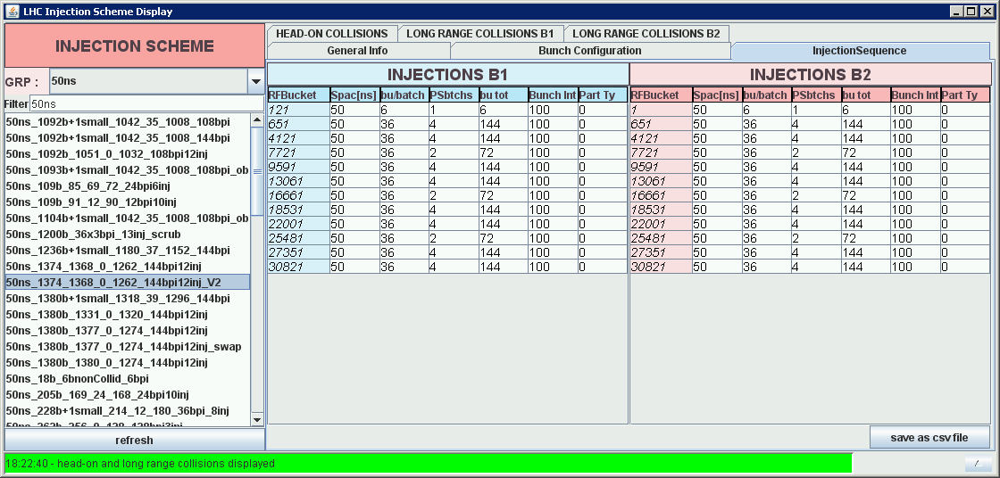 LHC Injection Scheme Display
INJECTION SCHEME
GRP : 50ns
Filter 50ns
50ns_1092b+1small_1042_35_1008_108bpi
50ns_1092b+1small_1042_35_1008_144bpi
50ns_1092b_1051_0_1032_108bpi12inj
50ns_1093b+1small_1042_35_1008_108bpi_ob
50ns_109b_85_69_72_24bpi6inj
50ns_109b_91_12_90_12bpi10inj
50ns_1104b+1small_1042_35_1008_108bpi_ob
50ns_1200b_36x3bpi_13inj_scrub
50ns_1236b+1small_1180_37_1152_144bpi
50ns_1374_1368_0_1262_144bpi12inj
50ns_1374_1368_0_1262_144bpi12inj_V2
50ns_1380b+1small_1318_39_1296_144bpi
50ns_1380b_1331_0_1320_144bpi12inj
50ns_1380b_1377_0_1274_144bpi12inj
50ns_1380b_1377_0_1274_144bpi12inj_swap
50ns_1380b_1380_0_1274_144bpi12inj
50ns_18b_6bnonCollid_6bpi
50ns_205b_169_24_168_24bpi10inj
50ns_228b+1small_214_12_180_36bpi_8inj
refresh
HEAD-ON COLLISIONS LONG RANGE COLLISIONS B1 LONG RANGE COLLISIONS B2
General Info Bunch Configuration InjectionSequence
INJECTIONS B1
RFBucket Spac[ns] bu/batch PSbtchs bu tot Bunch Int Part Ty
121 50 6 1 6 100 0
651 50 36 4 144 100 0
4121 50 36 4 144 100 0
7721 50 36 2 72 100 0
9591 50 36 4 144 100 0
13061 50 36 4 144 100 0
16661 50 36 2 72 100 0
18531 50 36 4 144 100 0
22001 50 36 4 144 100 0
25481 50 36 2 72 100 0
27351 50 36 4 144 100 0
30821 50 36 4 144 100 0
INJECTIONS B2
RFBucket Spac[ns] bu/batch PSbtchs bu tot Bunch Int Part Ty
1 50 6 1 6 100 0
651 50 36 4 144 100 0
4121 50 36 4 144 100 0
7721 50 36 2 72 100 0
9591 50 36 4 144 100 0
13061 50 36 4 144 100 0
16661 50 36 2 72 100 0
18531 50 36 4 144 100 0
22001 50 36 4 144 100 0
25481 50 36 2 72 100 0
27351 50 36 4 144 100 0
30821 50 36 4 144 100 0
save as csv file
18:22:40 - head-on and long range collisions displayed